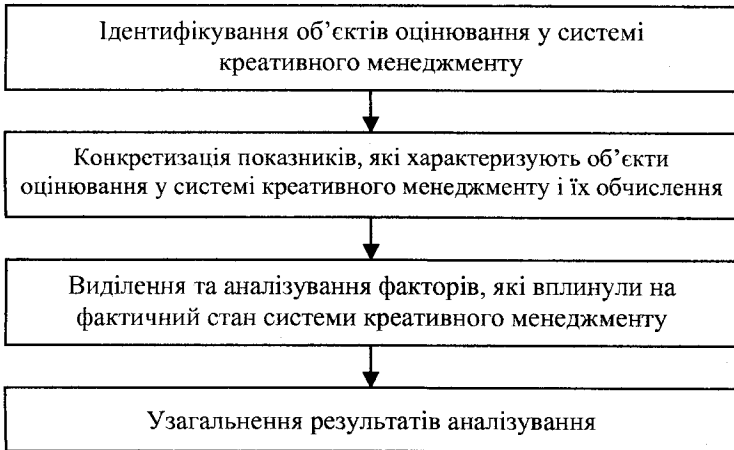 Ідентифікування об’єктів оцінювання у системі
креативного менеджменту
Конкретизація показників, які характеризують об’єкти
оцінювання у системі креативного менеджменту і їх обчислення
Виділення та аналізування факторів, які вплинули на
фактичний стан системи креативного менеджменту
Узагальнення результатів аналізування